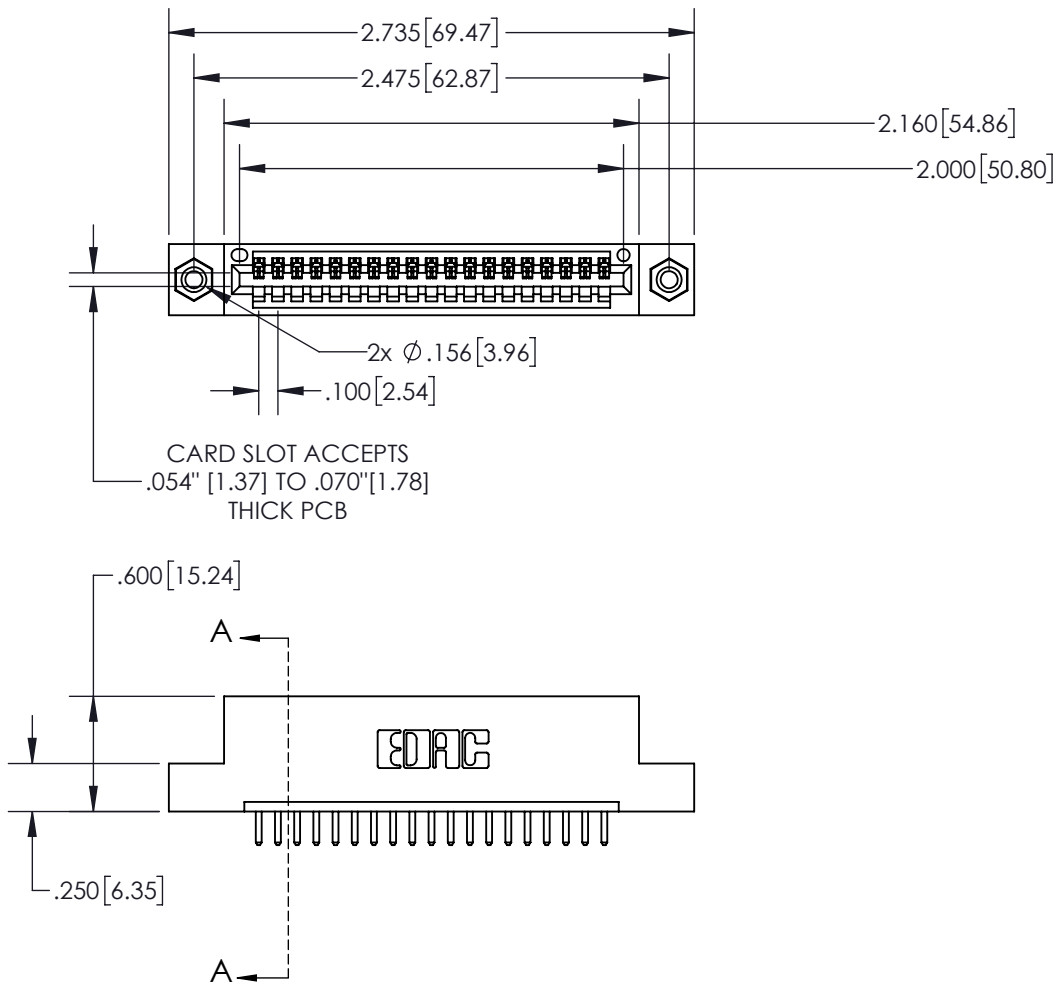 2.735[69.47]
2.475[62.87]
2.160[54.86]
2.000[50.80]
2x Ø.156[3.96]
.100[2.54]
CARD SLOT ACCEPTS
.054" [1.37] TO .070"[1.78]
THICK PCB
.600[15.24]
A
EDAC
.250[6.35]
A